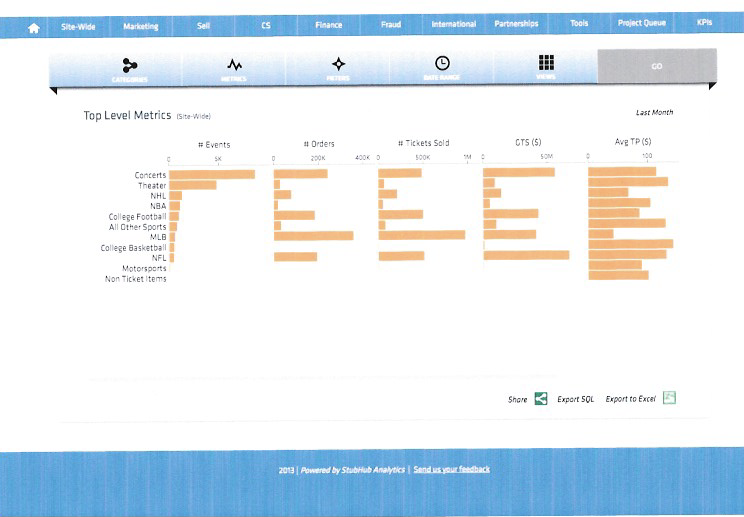 Site-Wide Marketing Sell CS Finance Fraud International Partnerships Tools Project Queue KPIs
CATEGORIES METRICS FILTERS DATE RANGE VIEWS GO
Top Level Metrics (Site-Wide) Last Month
# Events # Orders # Tickets Sold GTS ($) Avg TP ($)
0 5K 0 200K 400K 0 500K 1M 0 50M 0 100
Concerts
Theater
NHL
NBA
College Football
All Other Sports
MLB
College Basketball
NFL
Motorsports
Non Ticket Items
Share Export SQL Export to Excel
2013 | Powered by StubHub Analytics | Send us your feedback